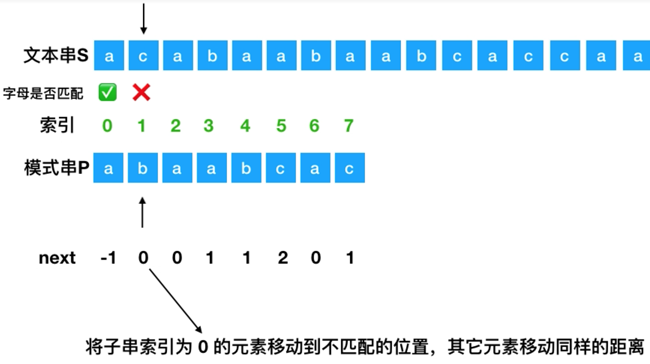 文本串S a c a b a a b a a b c a c c a a
字母是否匹配
索引 0 1 2 3 4 5 6 7
模式串P a b a a b c a c
next -1 0 0 1 1 2 0 1
将子串索引为 0 的元素移动到不匹配的位置，其它元素移动同样的距离